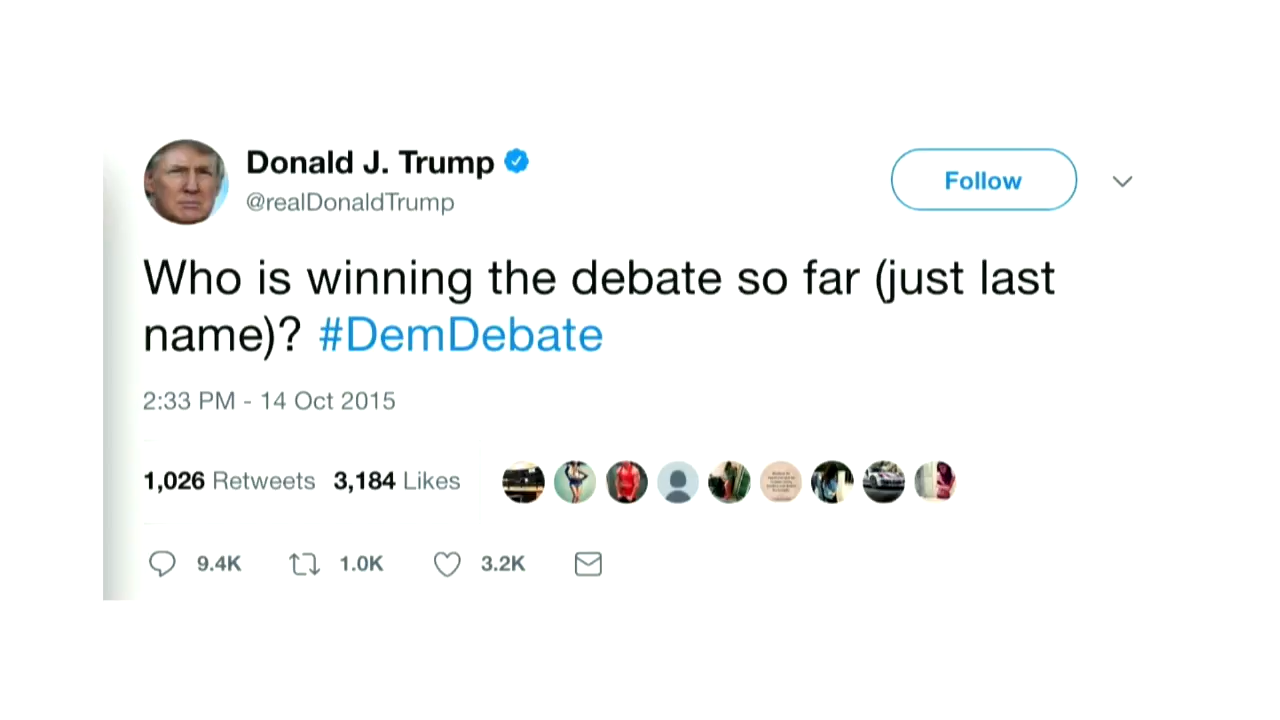 Donald J. Trump
@realDonaldTrump
Follow
Who is winning the debate so far (just last
name)? #DemDebate
2:33 PM - 14 Oct 2015
1,026 Retweets 3,184 Likes
9.4K 1.0K 3.2K